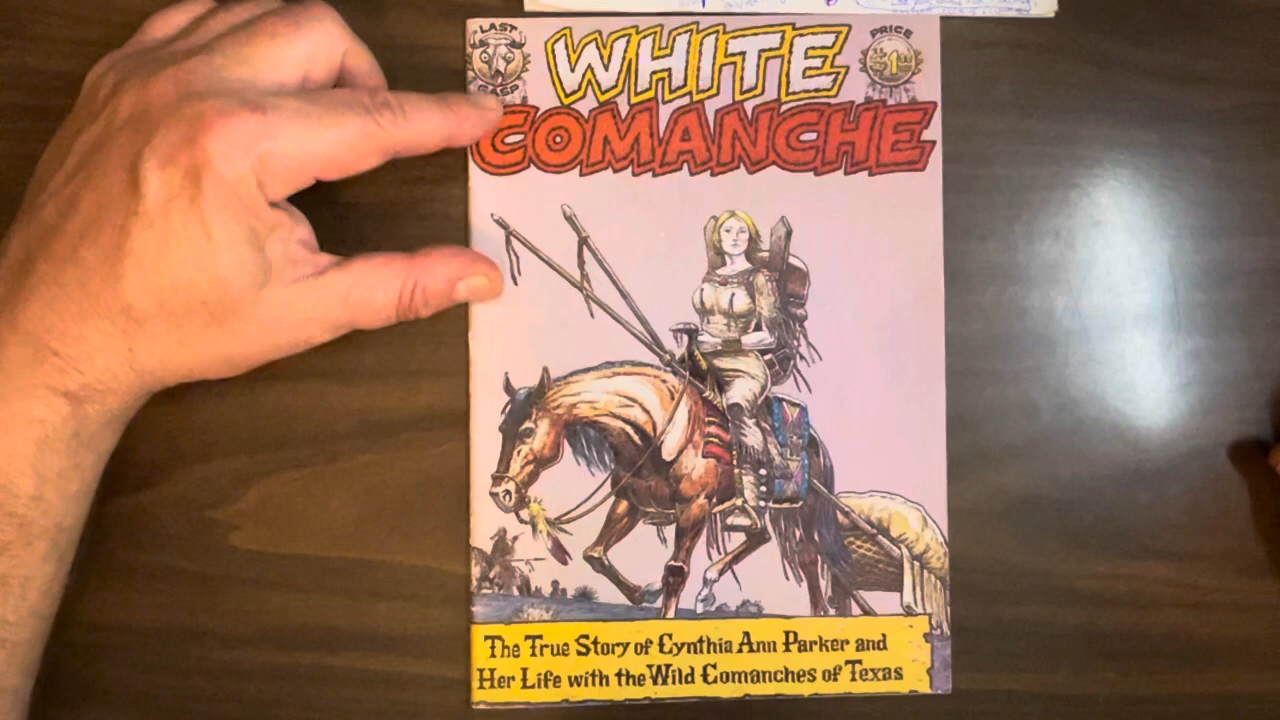 LAST
GASP
WHITE
PRICE
$1.00
COMANCHE
The True Story of Cynthia Ann Parker and
Her Life with the Wild Comanches of Texas